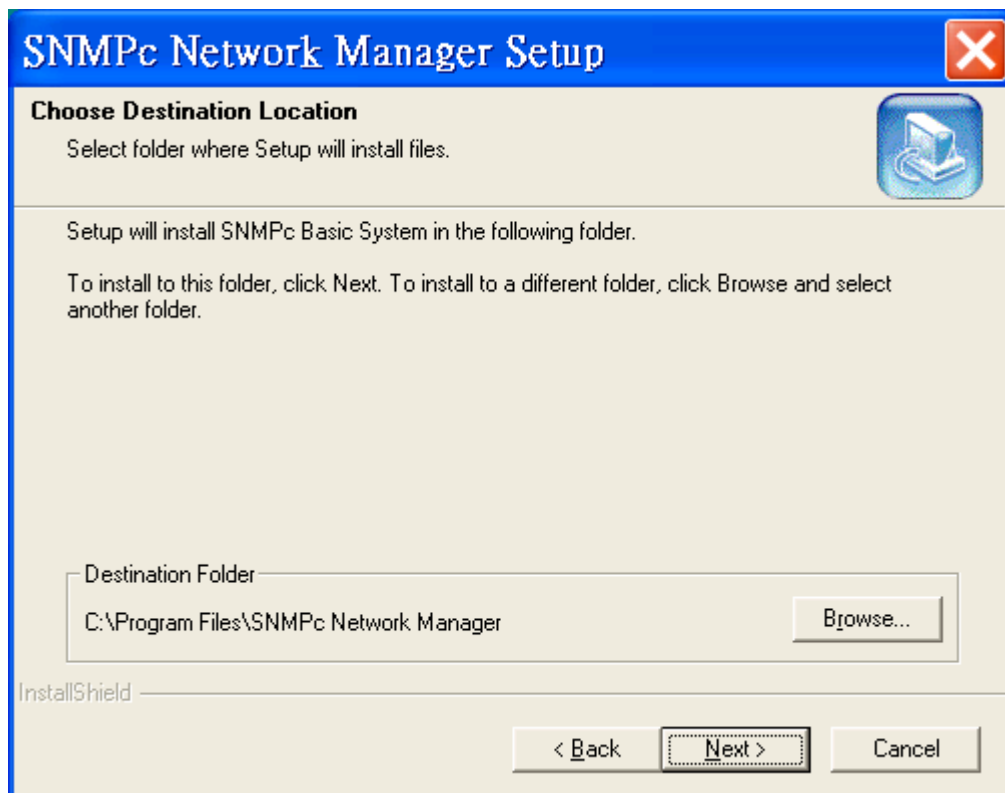 SNMPc Network Manager Setup
Choose Destination Location
Select folder where Setup will install files.
Setup will install SNMPc Basic System in the following folder.
To install to this folder, click Next. To install to a different folder, click Browse and select
another folder.
Destination Folder
C:\Program Files\SNMPc Network Manager
Browse...
InstallShield
< Back
Next >
Cancel